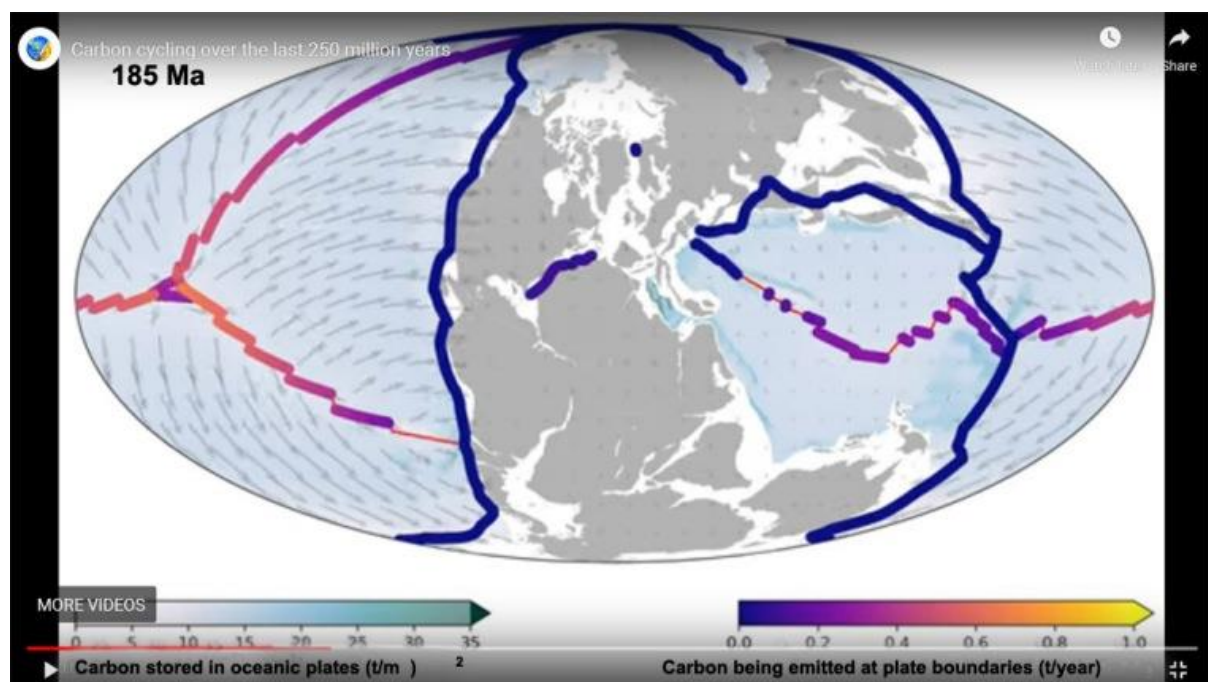 Carbon cycling over the last 250 million years
185 Ma
Share
MORE VIDEOS
0 5 10 15 20 25 30 35
0.0 0.2 0.4 0.6 0.8 1.0
Carbon stored in oceanic plates (t/m )
2
Carbon being emitted at plate boundaries (t/year)